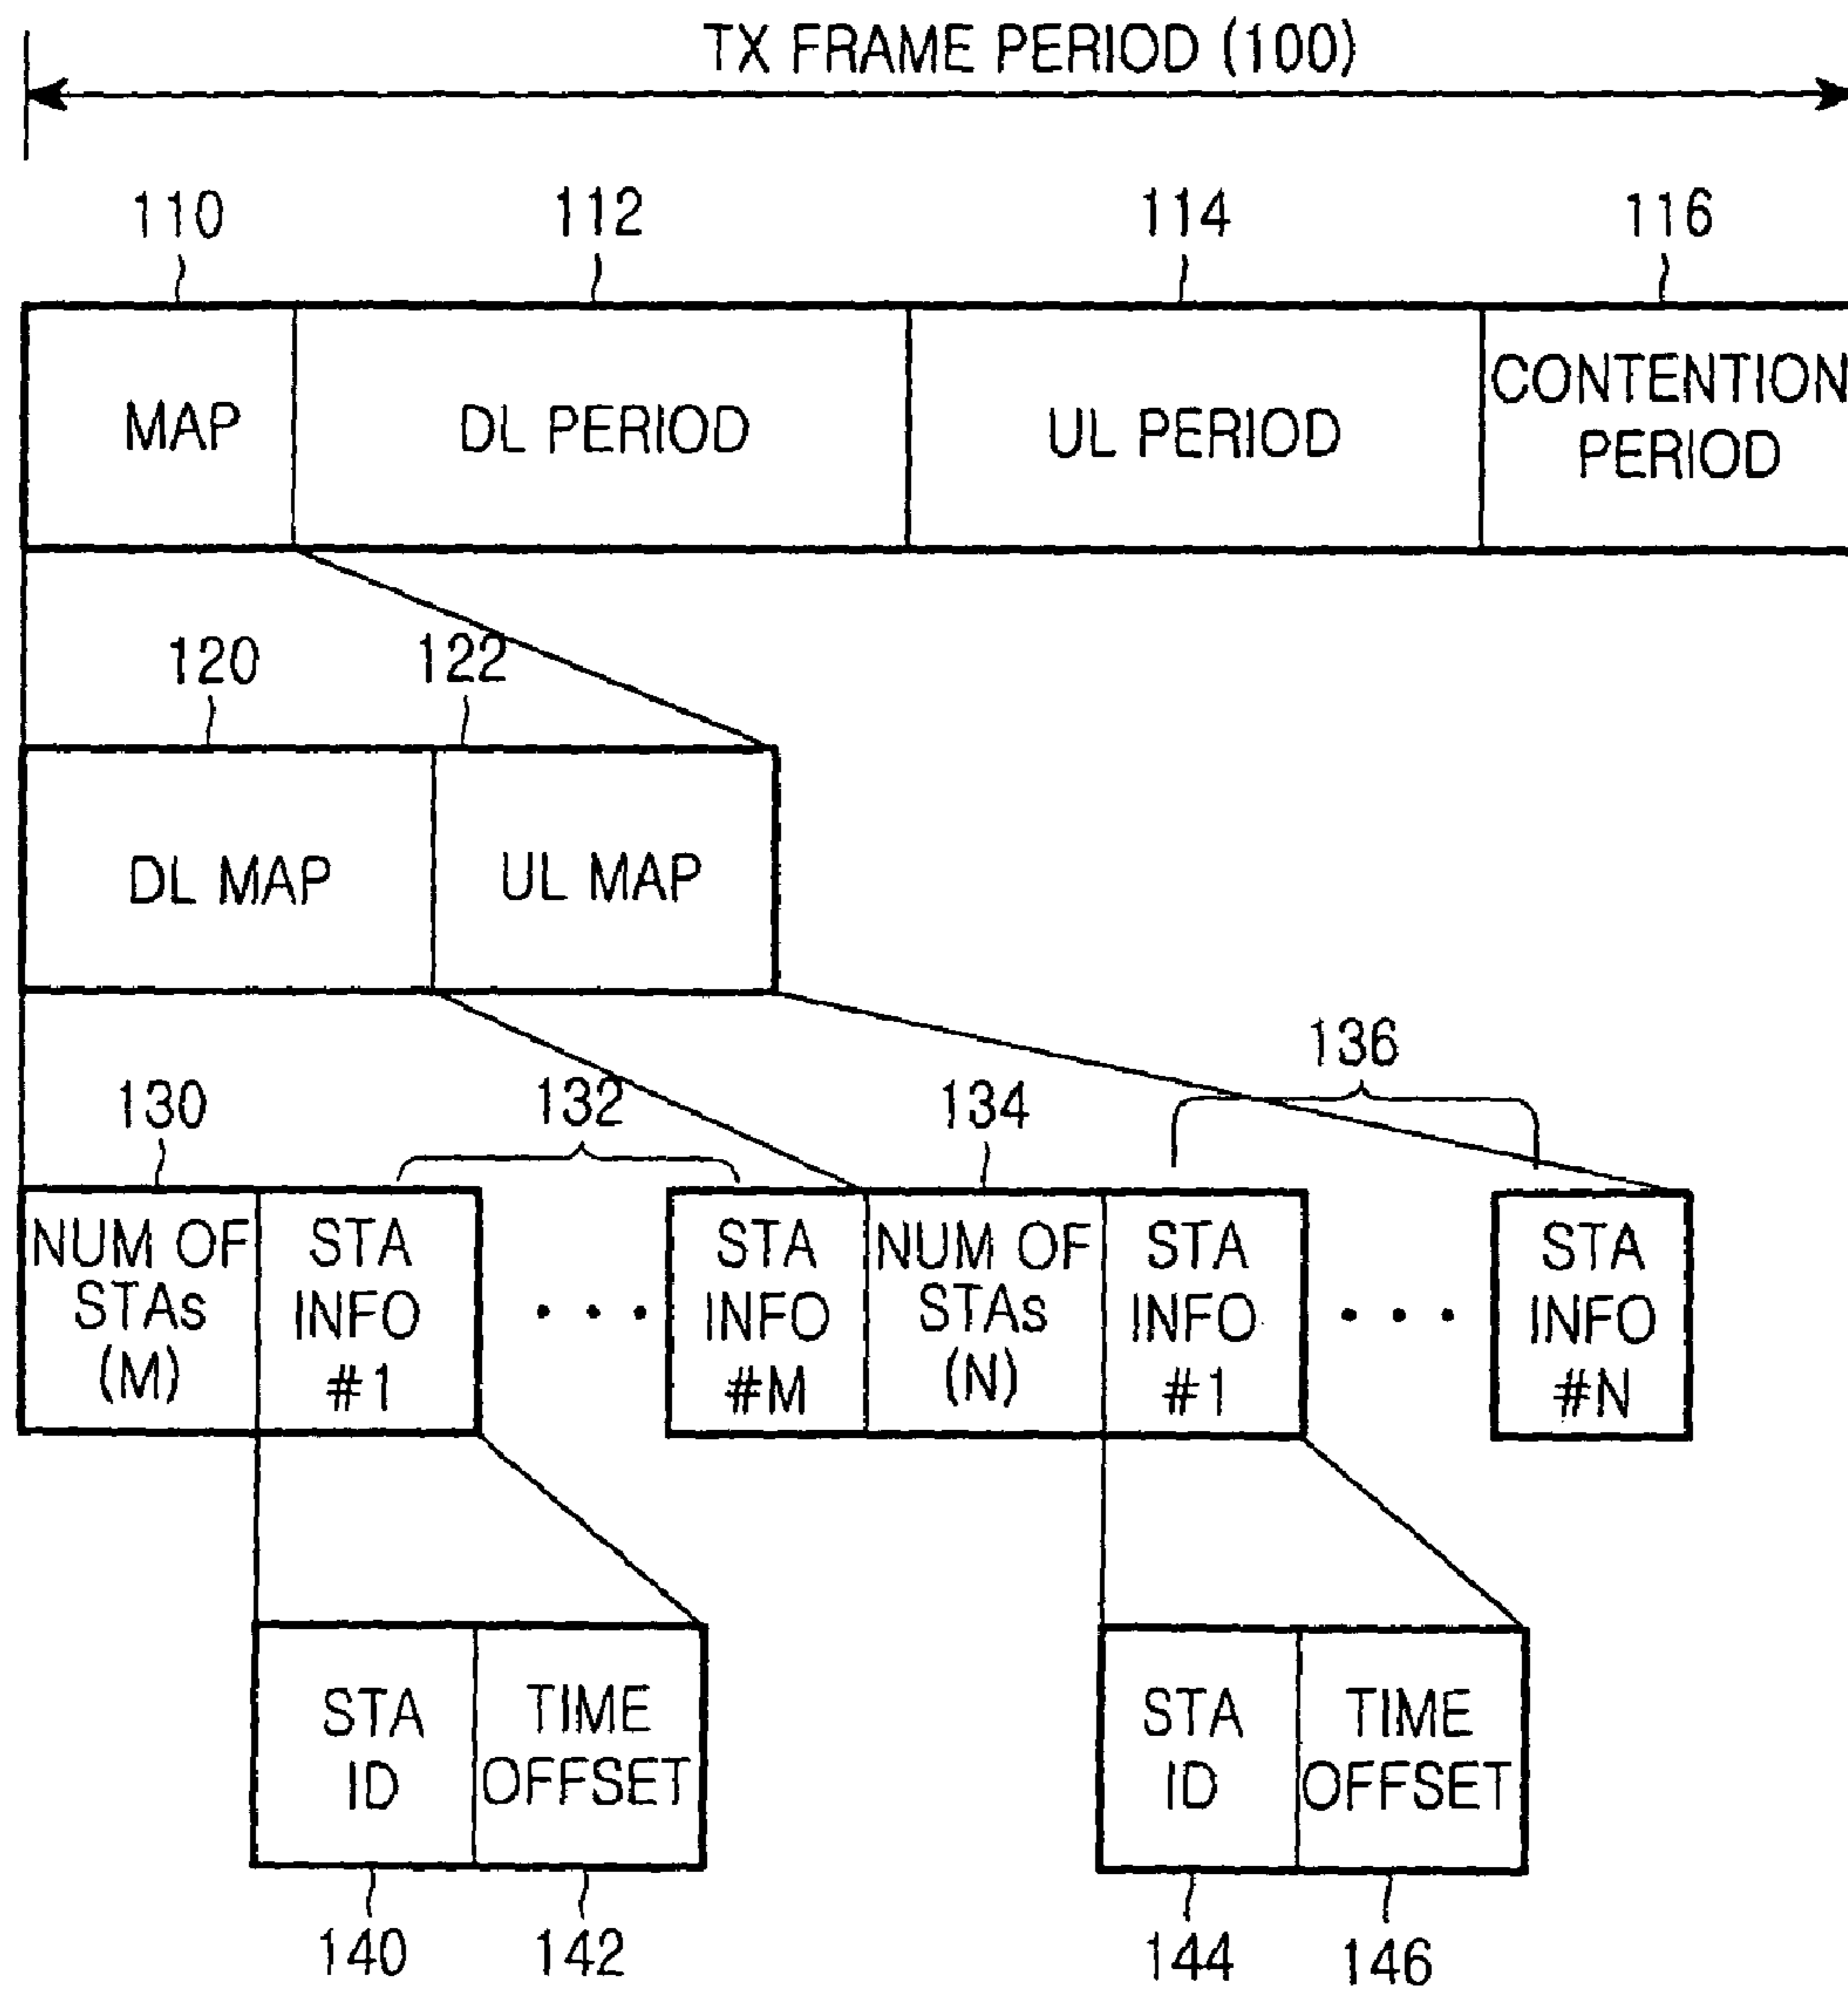 TX FRAME PERIOD (100)
110
112
114
116
MAP
DL PERIOD
UL PERIOD
CONTENTION
PERIOD
120
122
DL MAP
UL MAP
136
130
132
134
NUM OF
STAs
(M)
STA
INFO
#1
• • •
STA
INFO
#M
NUM OF
STAs
(N)
STA
INFO
#1
• • •
STA
INFO
#N
STA
ID
TIME
OFFSET
STA
ID
TIME
OFFSET
140
142
144
146